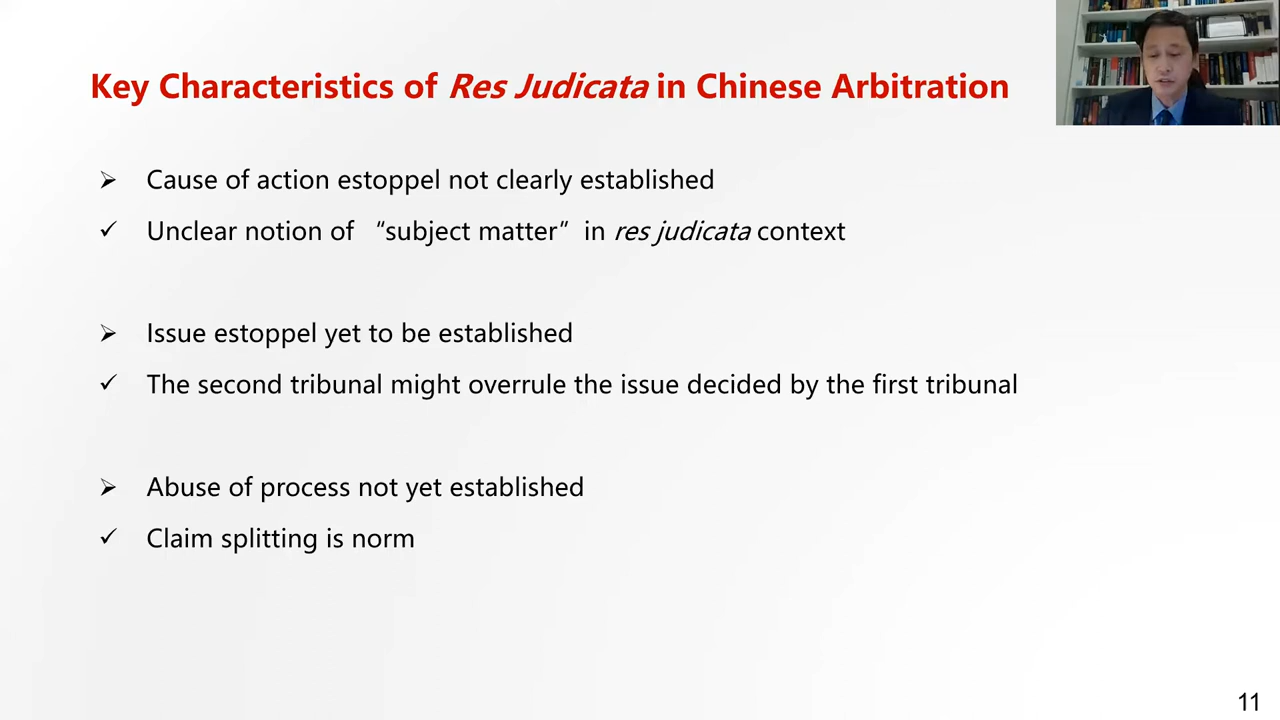 Key Characteristics of Res Judicata in Chinese Arbitration
➢ Cause of action estoppel not clearly established
✓ Unclear notion of “subject matter” in res judicata context
➢ Issue estoppel yet to be established
✓ The second tribunal might overrule the issue decided by the first tribunal
➢ Abuse of process not yet established
✓ Claim splitting is norm
11